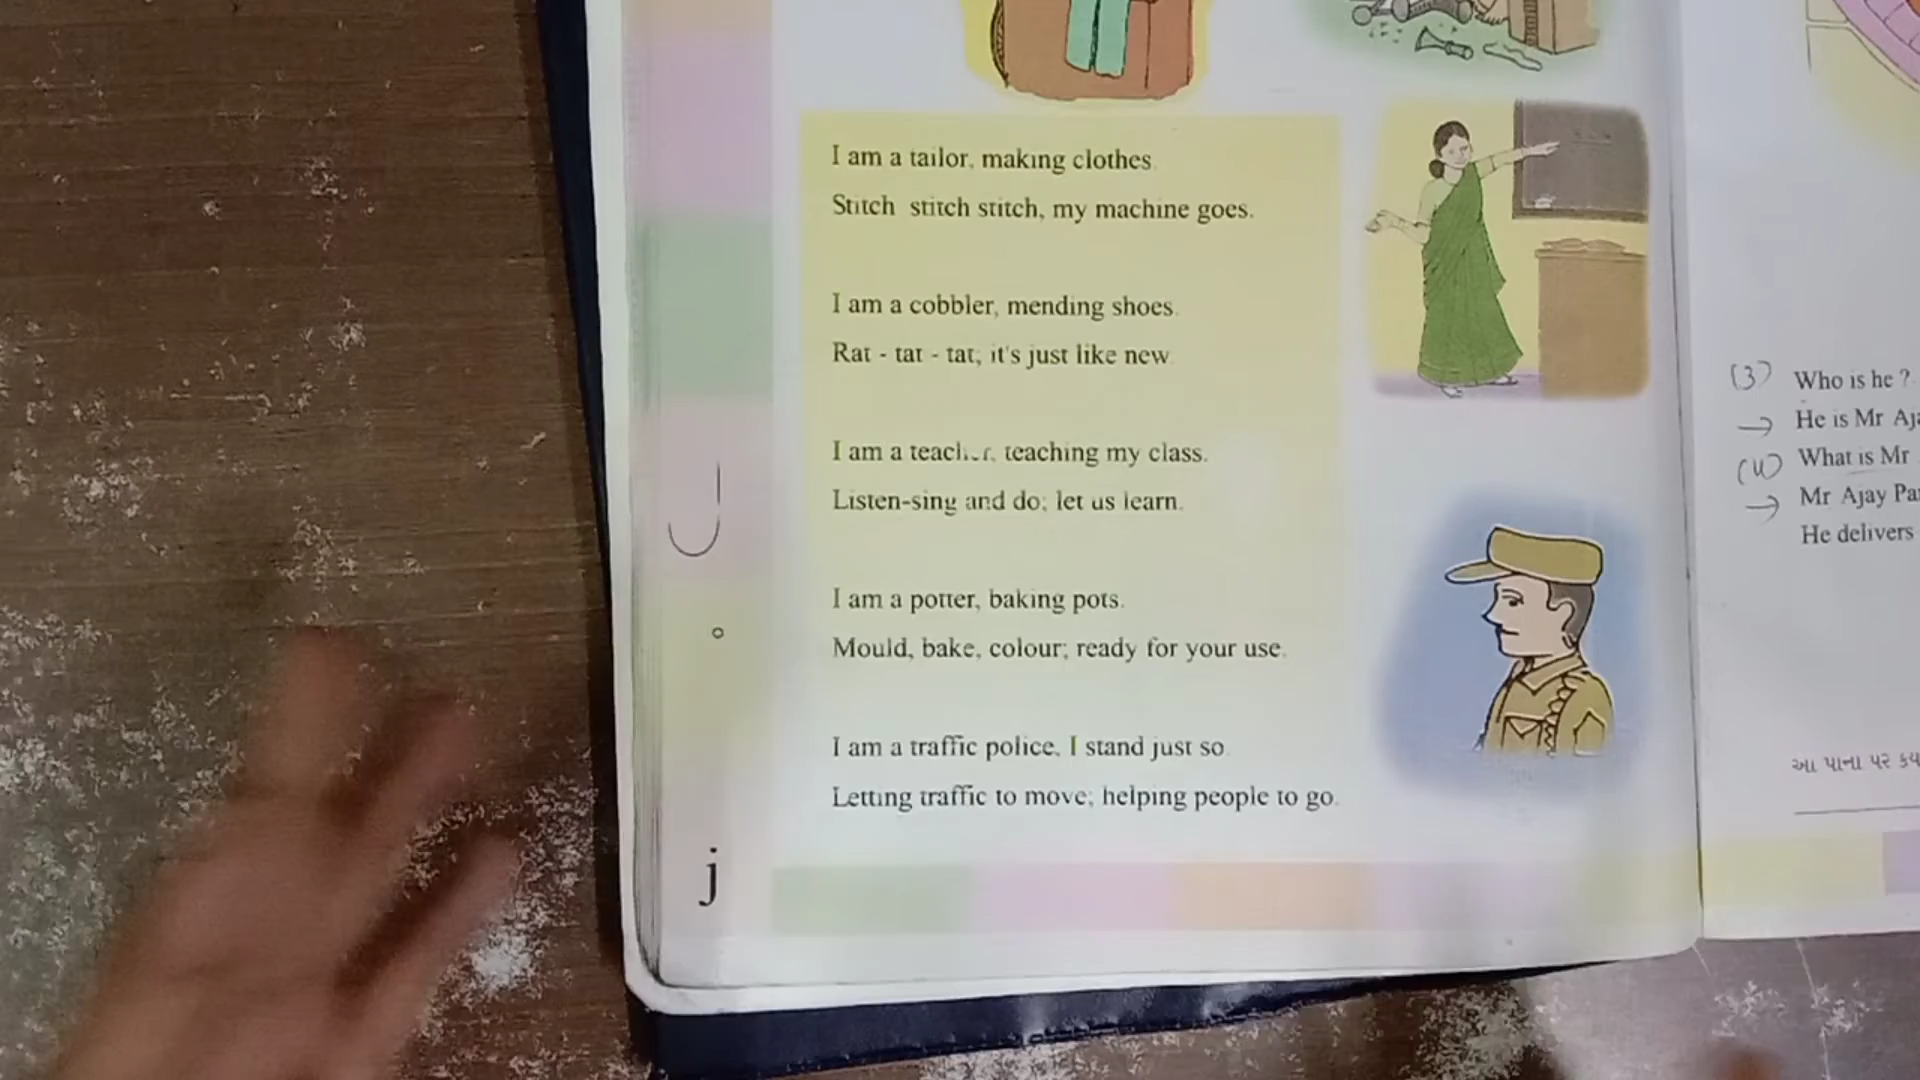 I am a tailor, making clothes.
Stitch stitch stitch, my machine goes.
I am a cobbler, mending shoes.
Rat - tat - tat; it's just like new.
I am a teacher, teaching my class.
Listen-sing and do; let us learn.
I am a potter, baking pots.
Mould, bake, colour; ready for your use.
I am a traffic police, I stand just so.
Letting traffic to move; helping people to go.
j
(3) Who is he ?
→ He is Mr
(4) What is Mr
→ Mr Ajay
He delivers
આ પાના પર